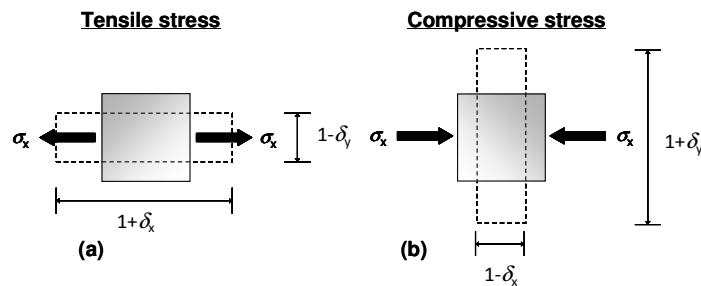 Tensile stress
Compressive stress
σx
σx
1-δy
1+δx
(a)
σx
σx
1+δy
1-δx
(b)